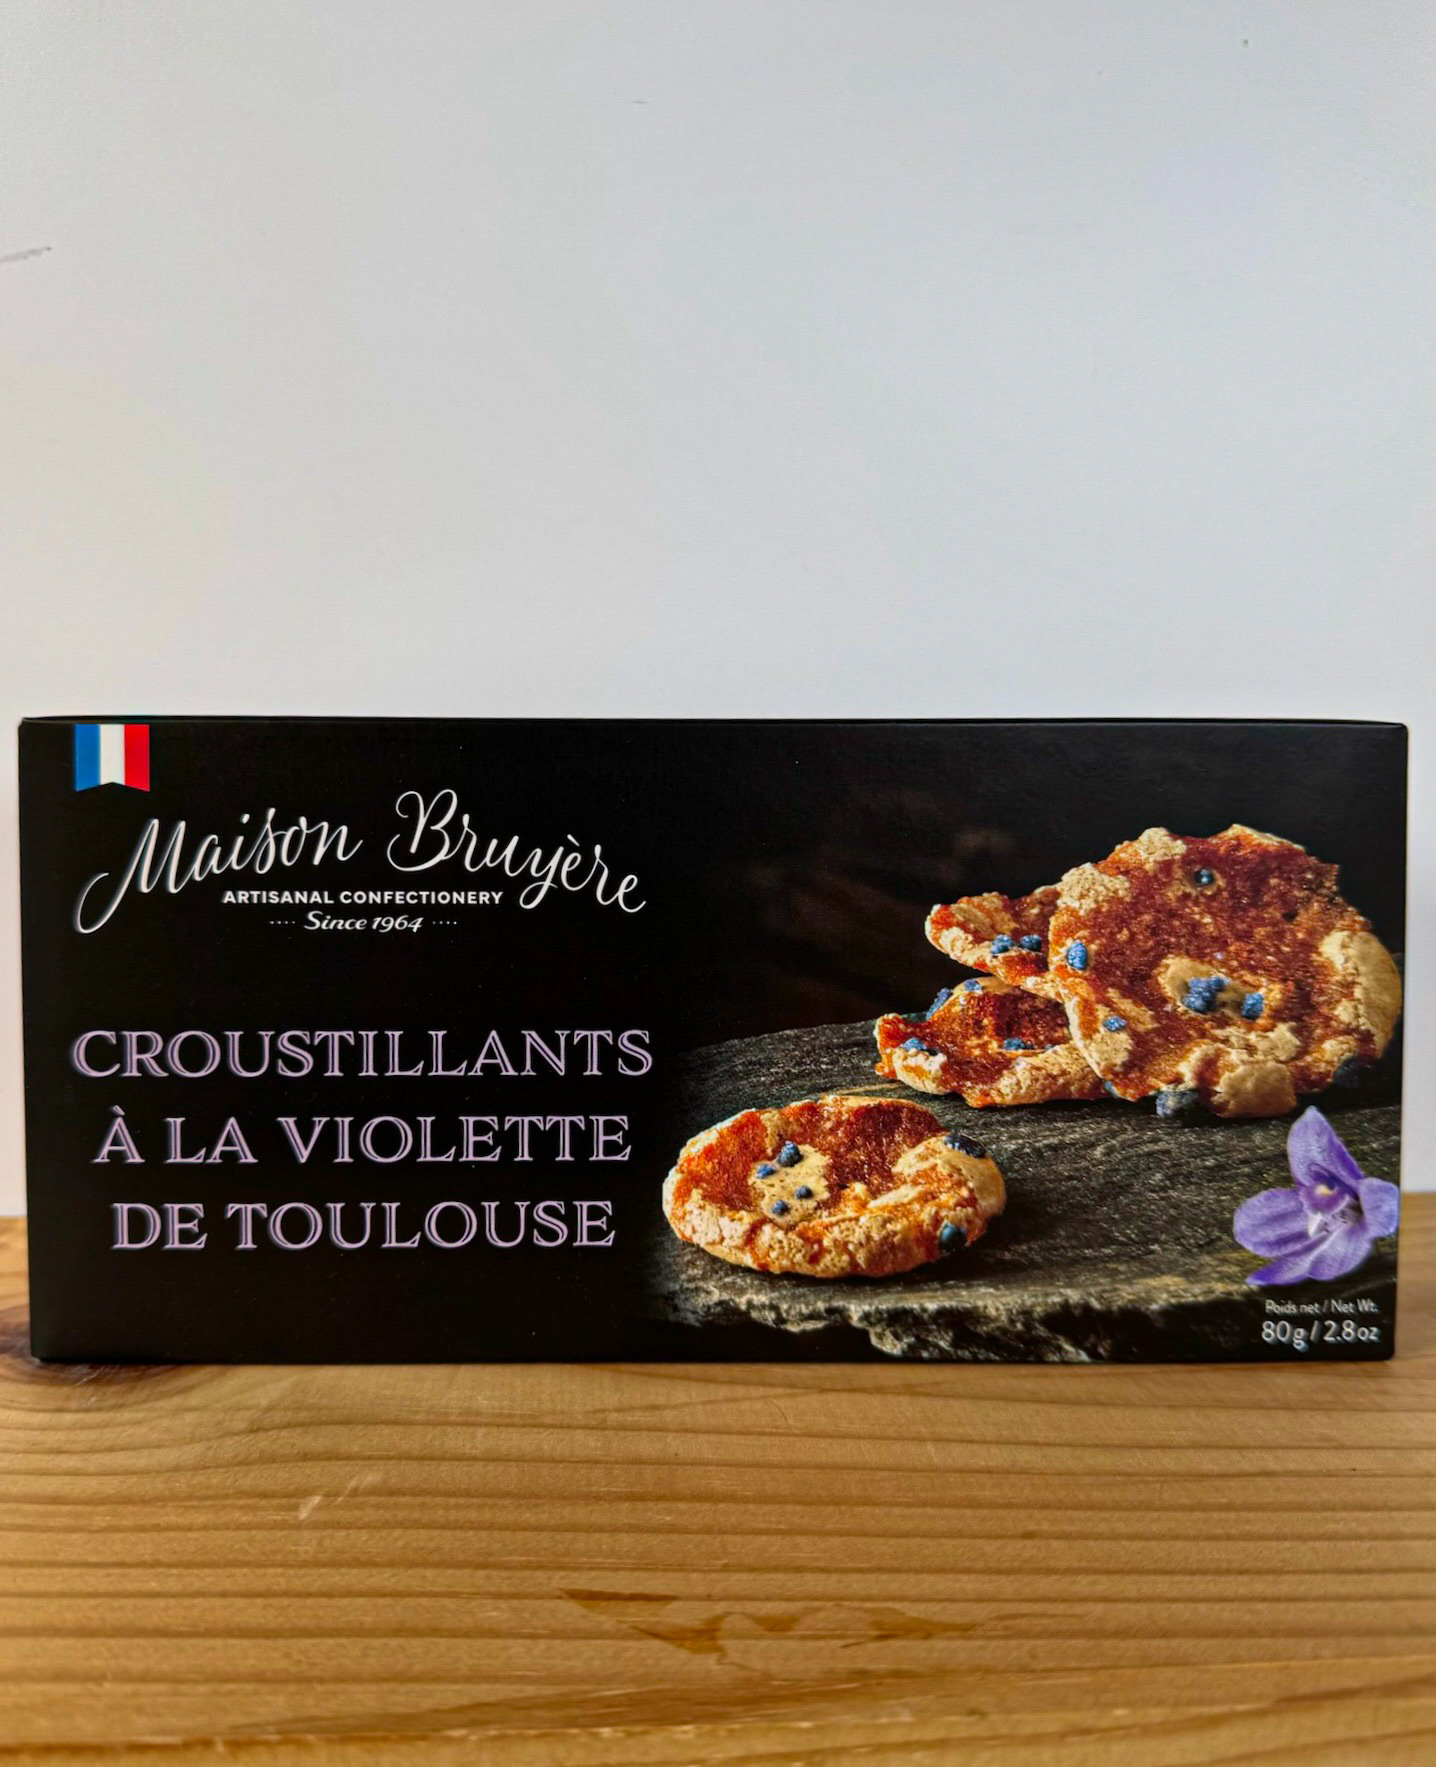 Maison Bruyère
ARTISANAL CONFECTIONERY
Since 1964
CROUSTILLANTS
À LA VIOLETTE
DE TOULOUSE
Poids net / Net Wt.
80g / 2.8oz